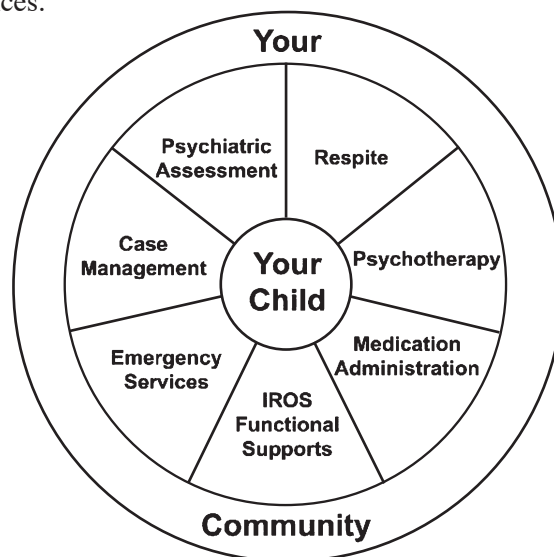 ces.
Your
Psychiatric
Assessment
Respite
Case
Management
Your
Child
Psychotherapy
Emergency
Services
IROS
Functional
Supports
Medication
Administration
Community